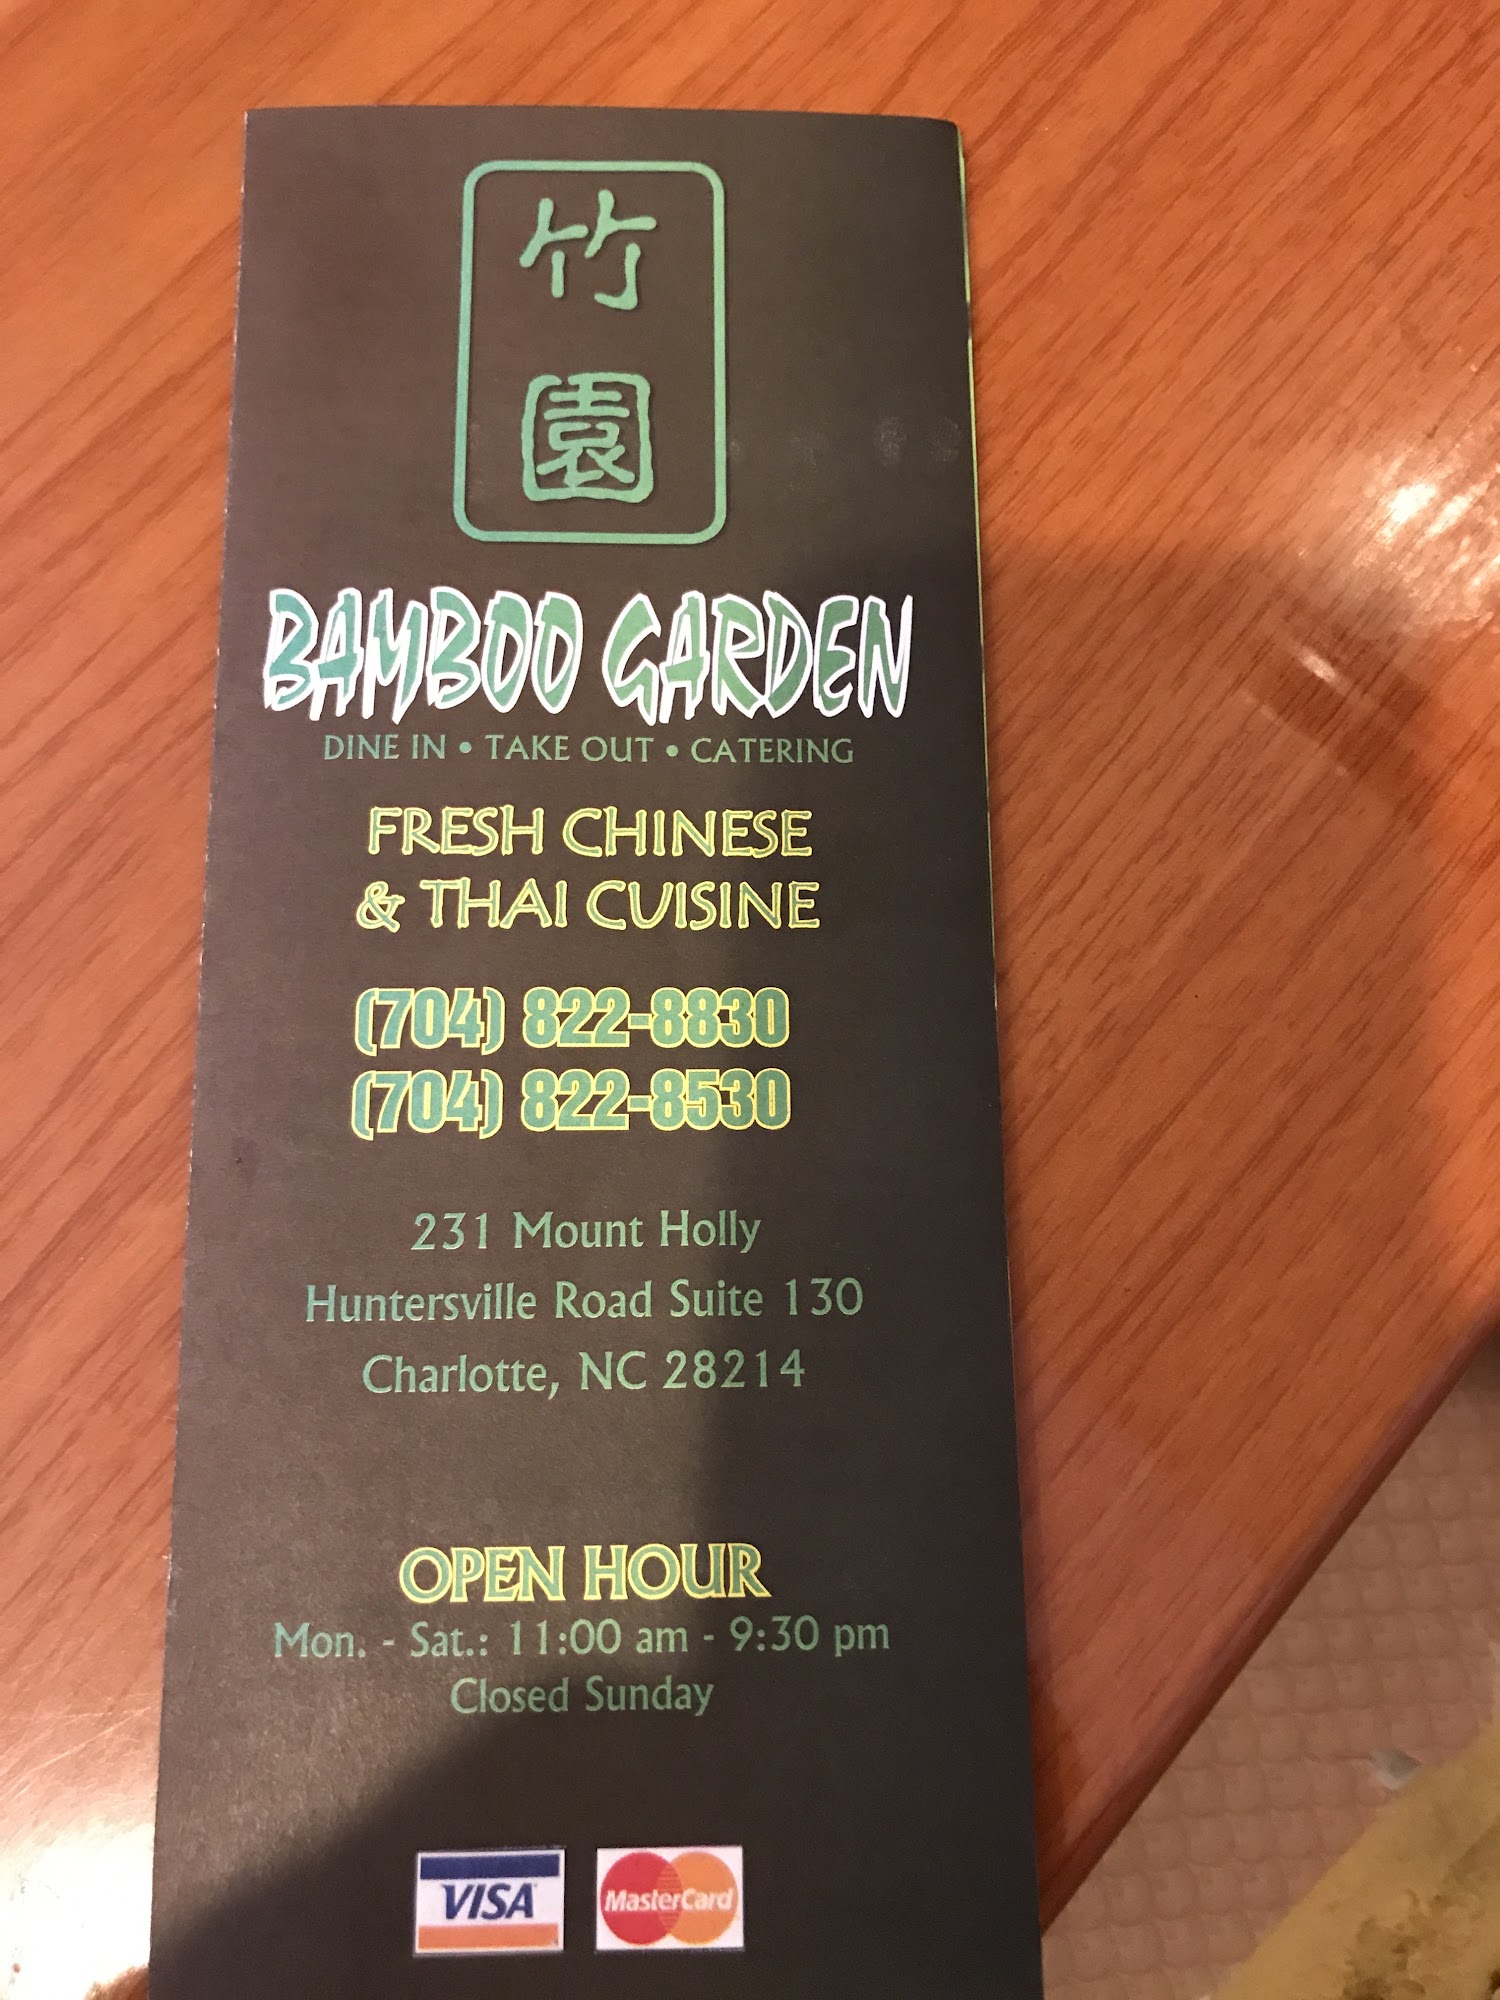 竹
園
BAMBOO GARDEN
DINE IN • TAKE OUT • CATERING
FRESH CHINESE
& THAI CUISINE
(704) 822-8830
(704) 822-8530
231 Mount Holly
Huntersville Road Suite 130
Charlotte, NC 28214
OPEN HOUR
Mon. - Sat.: 11:00 am - 9:30 pm
Closed Sunday
VISA MasterCard